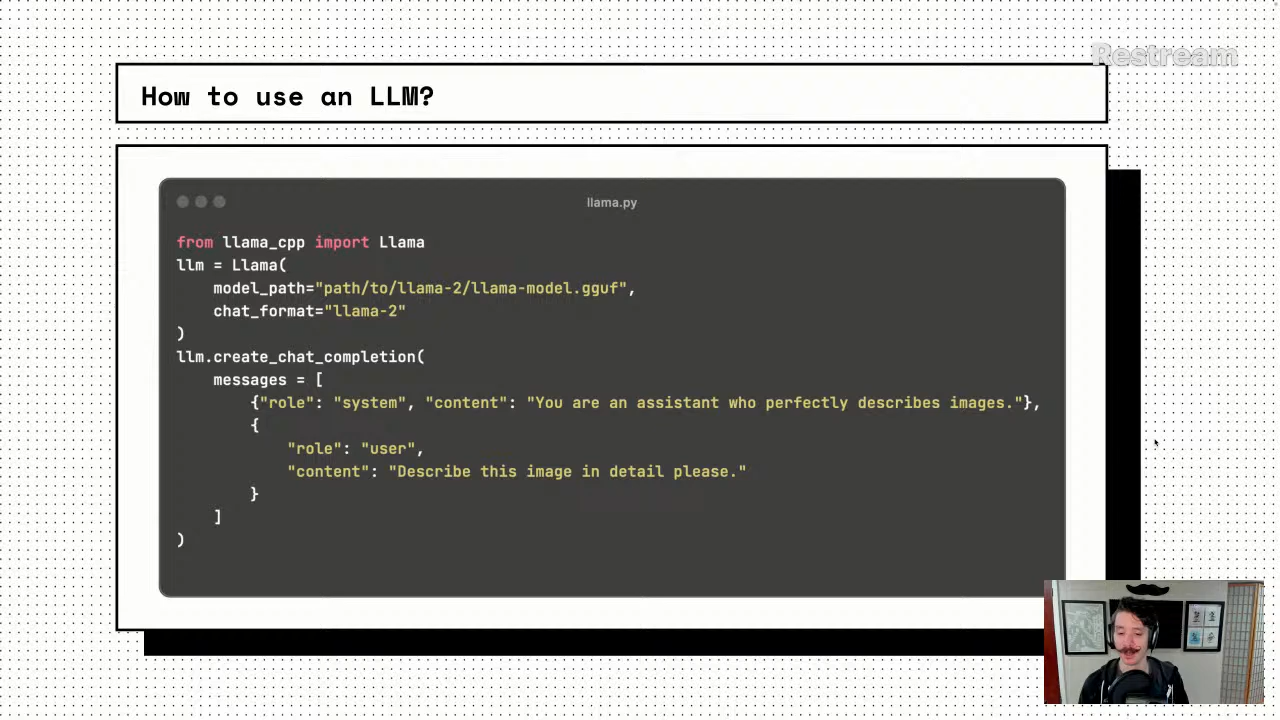 Restream
How to use an LLM?
llama.py
from llama_cpp import Llama
llm = Llama(
    model_path="path/to/llama-2/llama-model.gguf",
    chat_format="llama-2"
)
llm.create_chat_completion(
    messages = [
        {"role": "system", "content": "You are an assistant who perfectly describes images."},
        {
            "role": "user",
            "content": "Describe this image in detail please."
        }
    ]
)